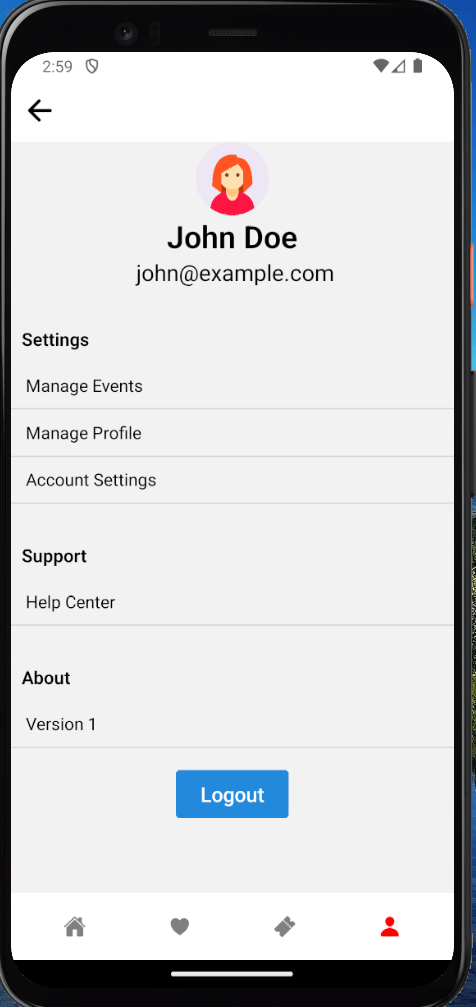 2:59
John Doe
john@example.com
Settings
Manage Events
Manage Profile
Account Settings
Support
Help Center
About
Version 1
Logout